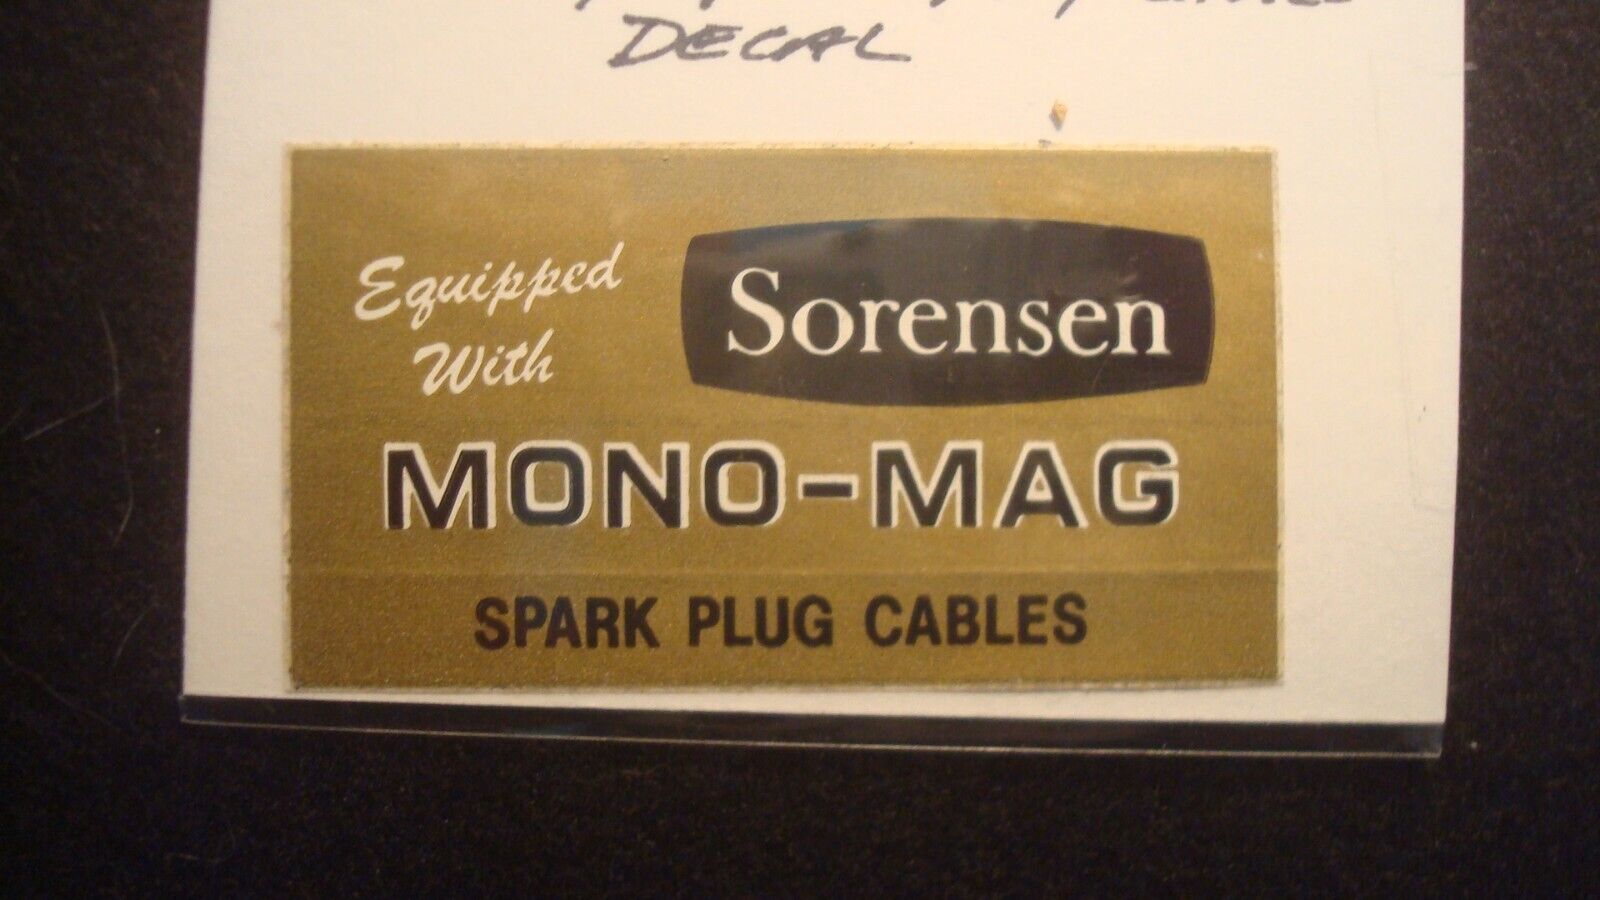 DECAL
Equipped
With
Sorensen
MONO-MAG
SPARK PLUG CABLES